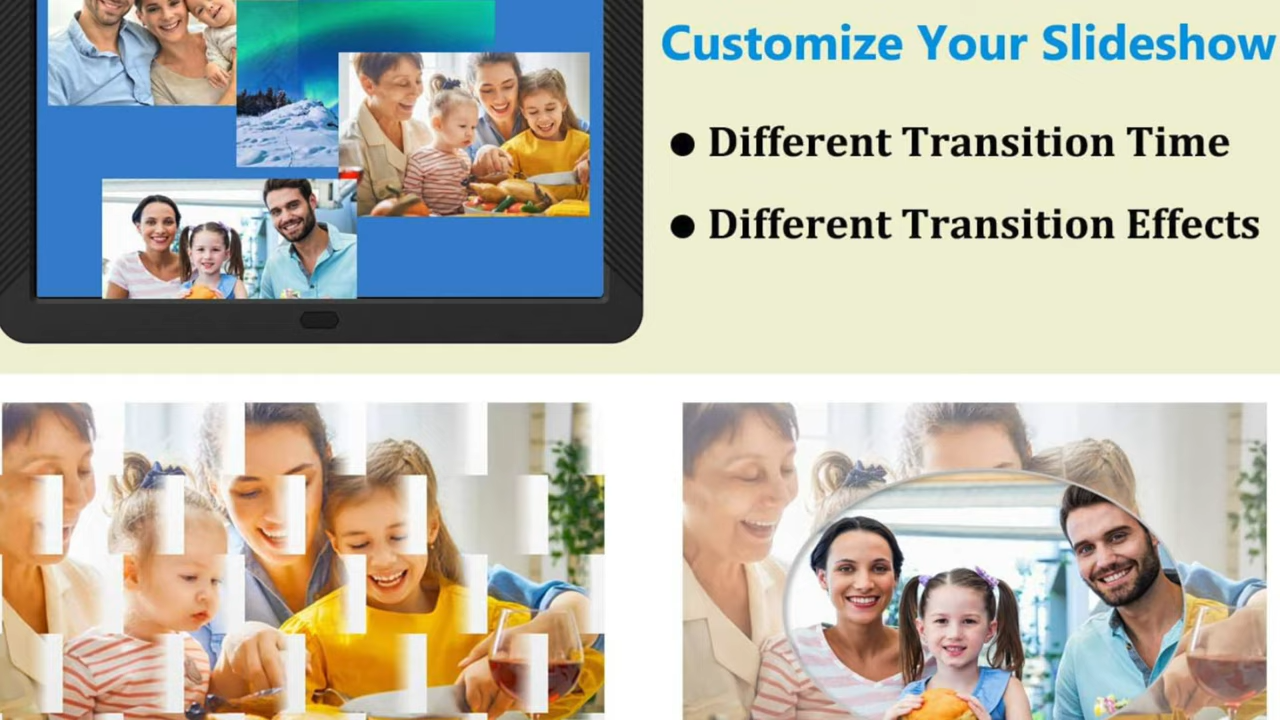 Customize Your Slideshow
● Different Transition Time
● Different Transition Effects